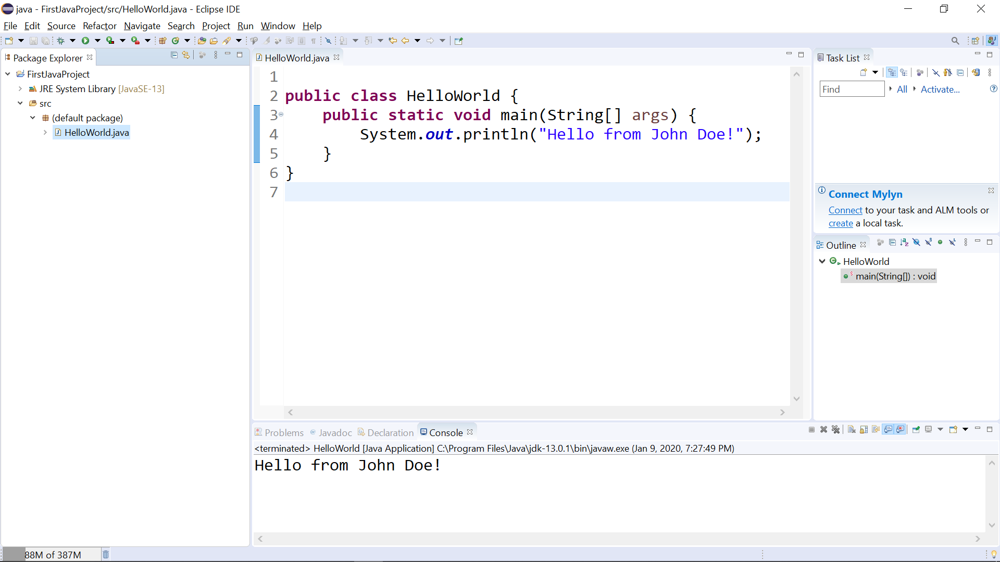 java - FirstJavaProject/src/HelloWorld.java - Eclipse IDE
File Edit Source Refactor Navigate Search Project Run Window Help
Package Explorer
FirstJavaProject
JRE System Library [JavaSE-13]
src
(default package)
HelloWorld.java
HelloWorld.java
1
2 public class HelloWorld {
3 public static void main(String[] args) {
4 System.out.println("Hello from John Doe!");
5 }
6 }
7
Task List
Find All Activate...
Connect Mylyn
Connect to your task and ALM tools or
create a local task.
Outline
HelloWorld
main(String[]) : void
Problems Javadoc Declaration Console
<terminated> HelloWorld [Java Application] C:\Program Files\Java\jdk-13.0.1\bin\javaw.exe (Jan 9, 2020, 7:27:49 PM)
Hello from John Doe!
88M of 387M